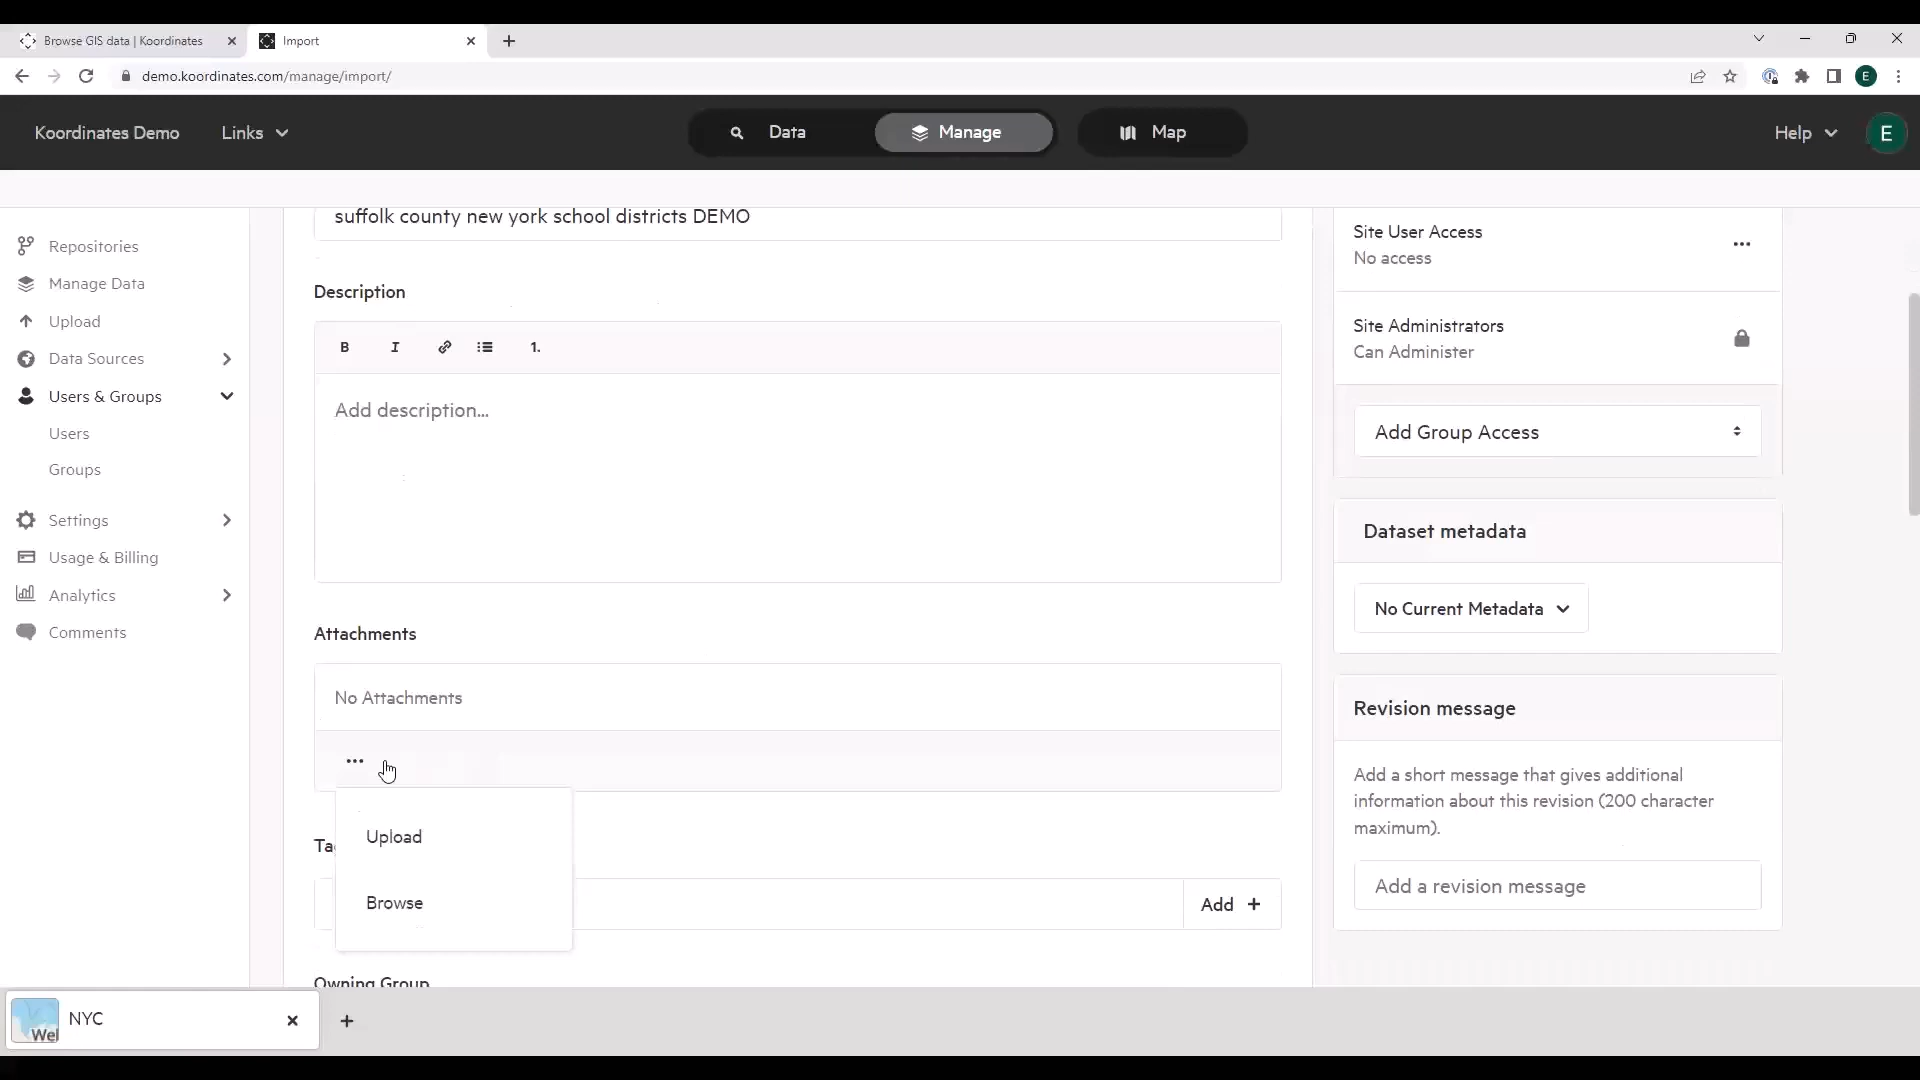 Browse GIS data | Koordinates
Import
demo.koordinates.com/manage/import/
E
Koordinates Demo
Links
Data
Manage
Map
Help
E
Repositories
Manage Data
Upload
Data Sources
Users & Groups
Users
Groups
Settings
Usage & Billing
Analytics
Comments
suffolk county new york school districts DEMO
Description
B I 1.
Add description...
Attachments
No Attachments
Upload
Browse
Ta
Add +
Owning Group
Site User Access
No access
Site Administrators
Can Administer
Add Group Access
Dataset metadata
No Current Metadata
Revision message
Add a short message that gives additional
information about this revision (200 character
maximum).
Add a revision message
Wel
NYC